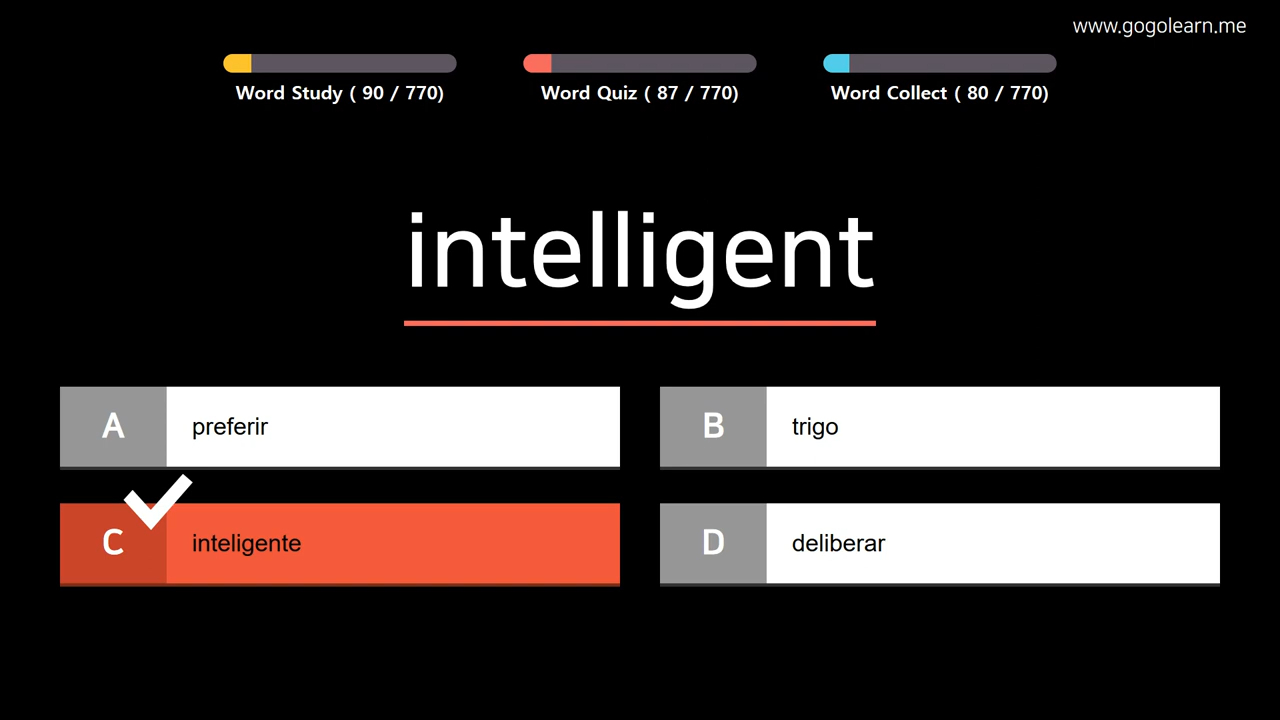 www.gogolearn.me
Word Study ( 90 / 770)
Word Quiz ( 87 / 770)
Word Collect ( 80 / 770)
intelligent
A preferir
B trigo
C inteligente
D deliberar